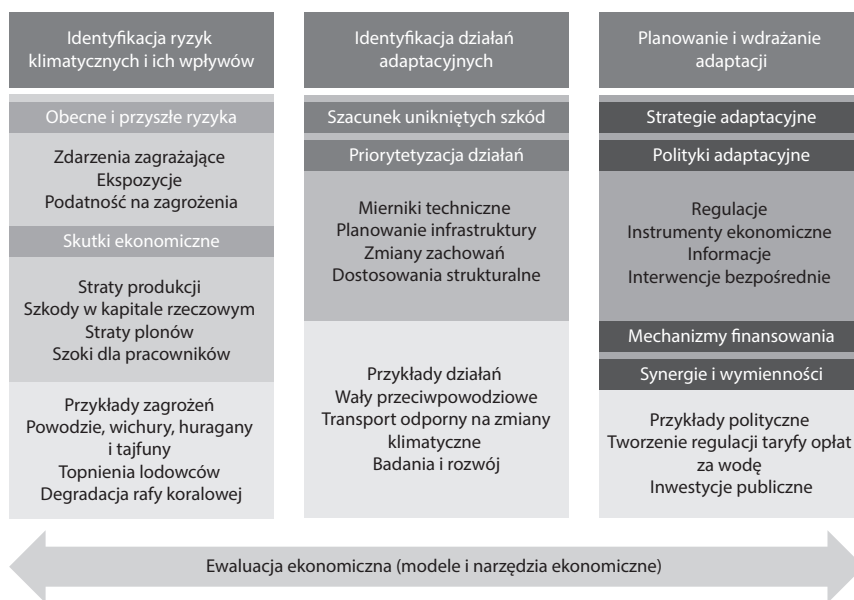 Identyfikacja ryzyk
klimatycznych i ich wpływów
Obecne i przyszłe ryzyka
Zdarzenia zagrażające
Ekspozycje
Podatność na zagrożenia
Skutki ekonomiczne
Straty produkcji
Szkody w kapitale rzeczowym
Straty plonów
Szoki dla pracowników
Przykłady zagrożeń
Powodzie, wichury, huragany
i tajfuny
Topnienia lodowców
Degradacja rafy koralowej
Identyfikacja działań
adaptacyjnych
Szacunek unikniętych szkód
Priorytetyzacja działań
Mierniki techniczne
Planowanie infrastruktury
Zmiany zachowań
Dostosowania strukturalne
Przykłady działań
Wały przeciwpowodziowe
Transport odporny na zmiany
klimatyczne
Badania i rozwój
Planowanie i wdrażanie
adaptacji
Strategie adaptacyjne
Polityki adaptacyjne
Regulacje
Instrumenty ekonomiczne
Informacje
Interwencje bezpośrednie
Mechanizmy finansowania
Synergie i wymienności
Przykłady polityczne
Tworzenie regulacji taryfy opłat
za wodę
Inwestycje publiczne
Ewaluacja ekonomiczna (modele i narzędzia ekonomiczne)